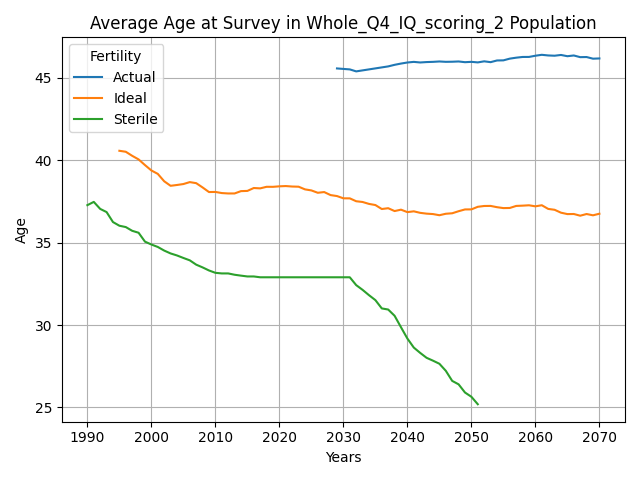 Average Age at Survey in Whole_Q4_IQ_scoring_2 Population
Fertility
Actual
Ideal
Sterile
45
40
35
30
25
Age
1990 2000 2010 2020 2030 2040 2050 2060 2070
Years